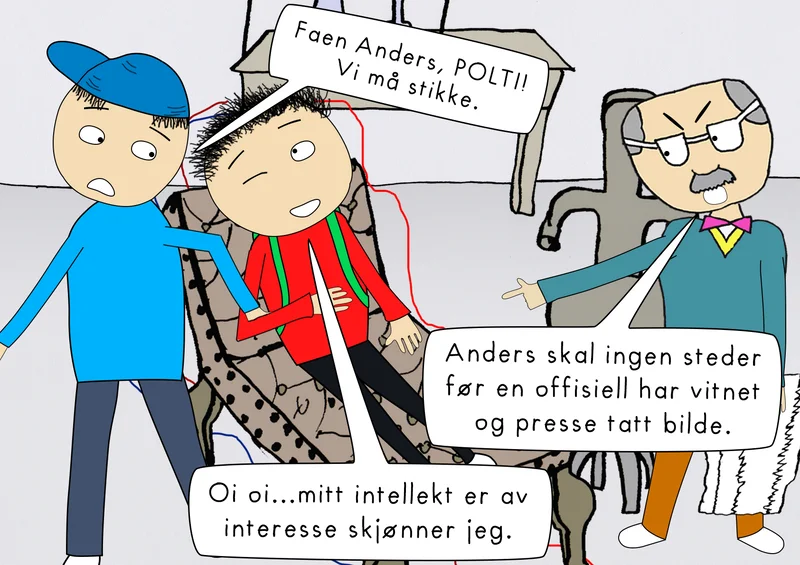 Faen Anders, POLTI!
Vi må stikke.
Anders skal ingen steder
før en offisiell har vitnet
og presse tatt bilde.
Oi oi...mitt intellekt er av
interesse skjønner jeg.